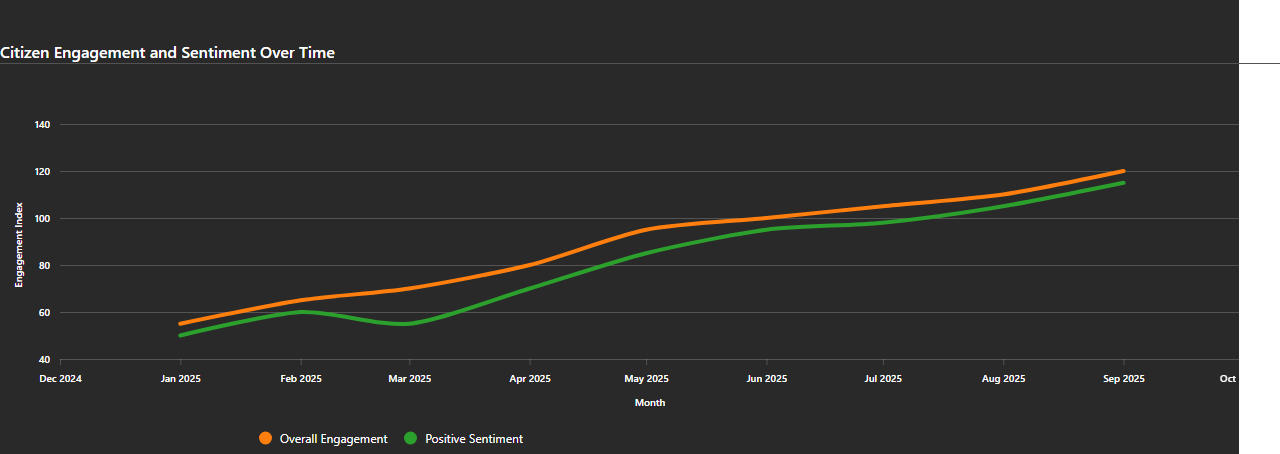 Citizen Engagement and Sentiment Over Time
140
120
100
80
60
40
Engagement Index
Dec 2024 Jan 2025 Feb 2025 Mar 2025 Apr 2025 May 2025 Jun 2025 Jul 2025 Aug 2025 Sep 2025 Oct
Month
Overall Engagement Positive Sentiment